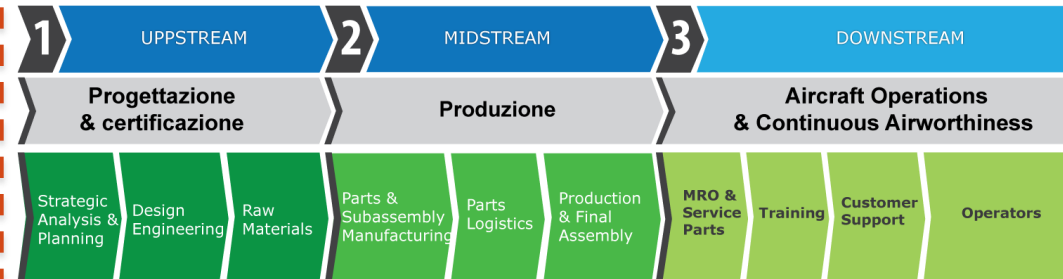 1 UPPSTREAM 2 MIDSTREAM 3 DOWNSTREAM
Progettazione
& certificazione
Produzione
Aircraft Operations
& Continuous Airworthiness
Strategic
Analysis &
Planning
Design
Engineering
Raw
Materials
Parts &
Subassembly
Manufacturing
Parts
Logistics
Production
& Final
Assembly
MRO &
Service
Parts
Training
Customer
Support
Operators